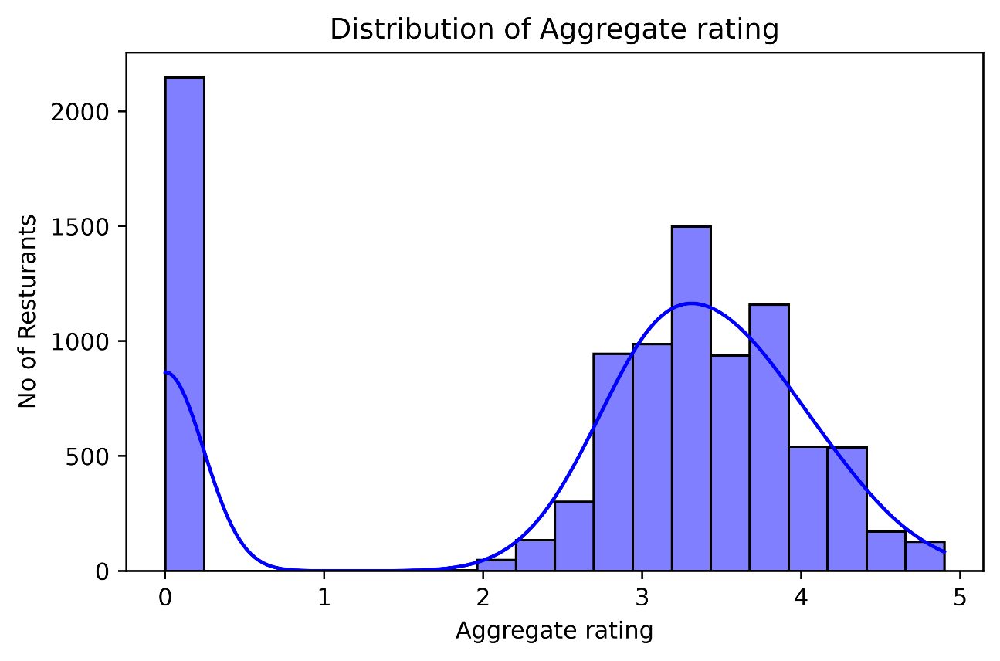 Distribution of Aggregate rating
No of Resturants
2000
1500
1000
500
0
0 1 2 3 4 5
Aggregate rating